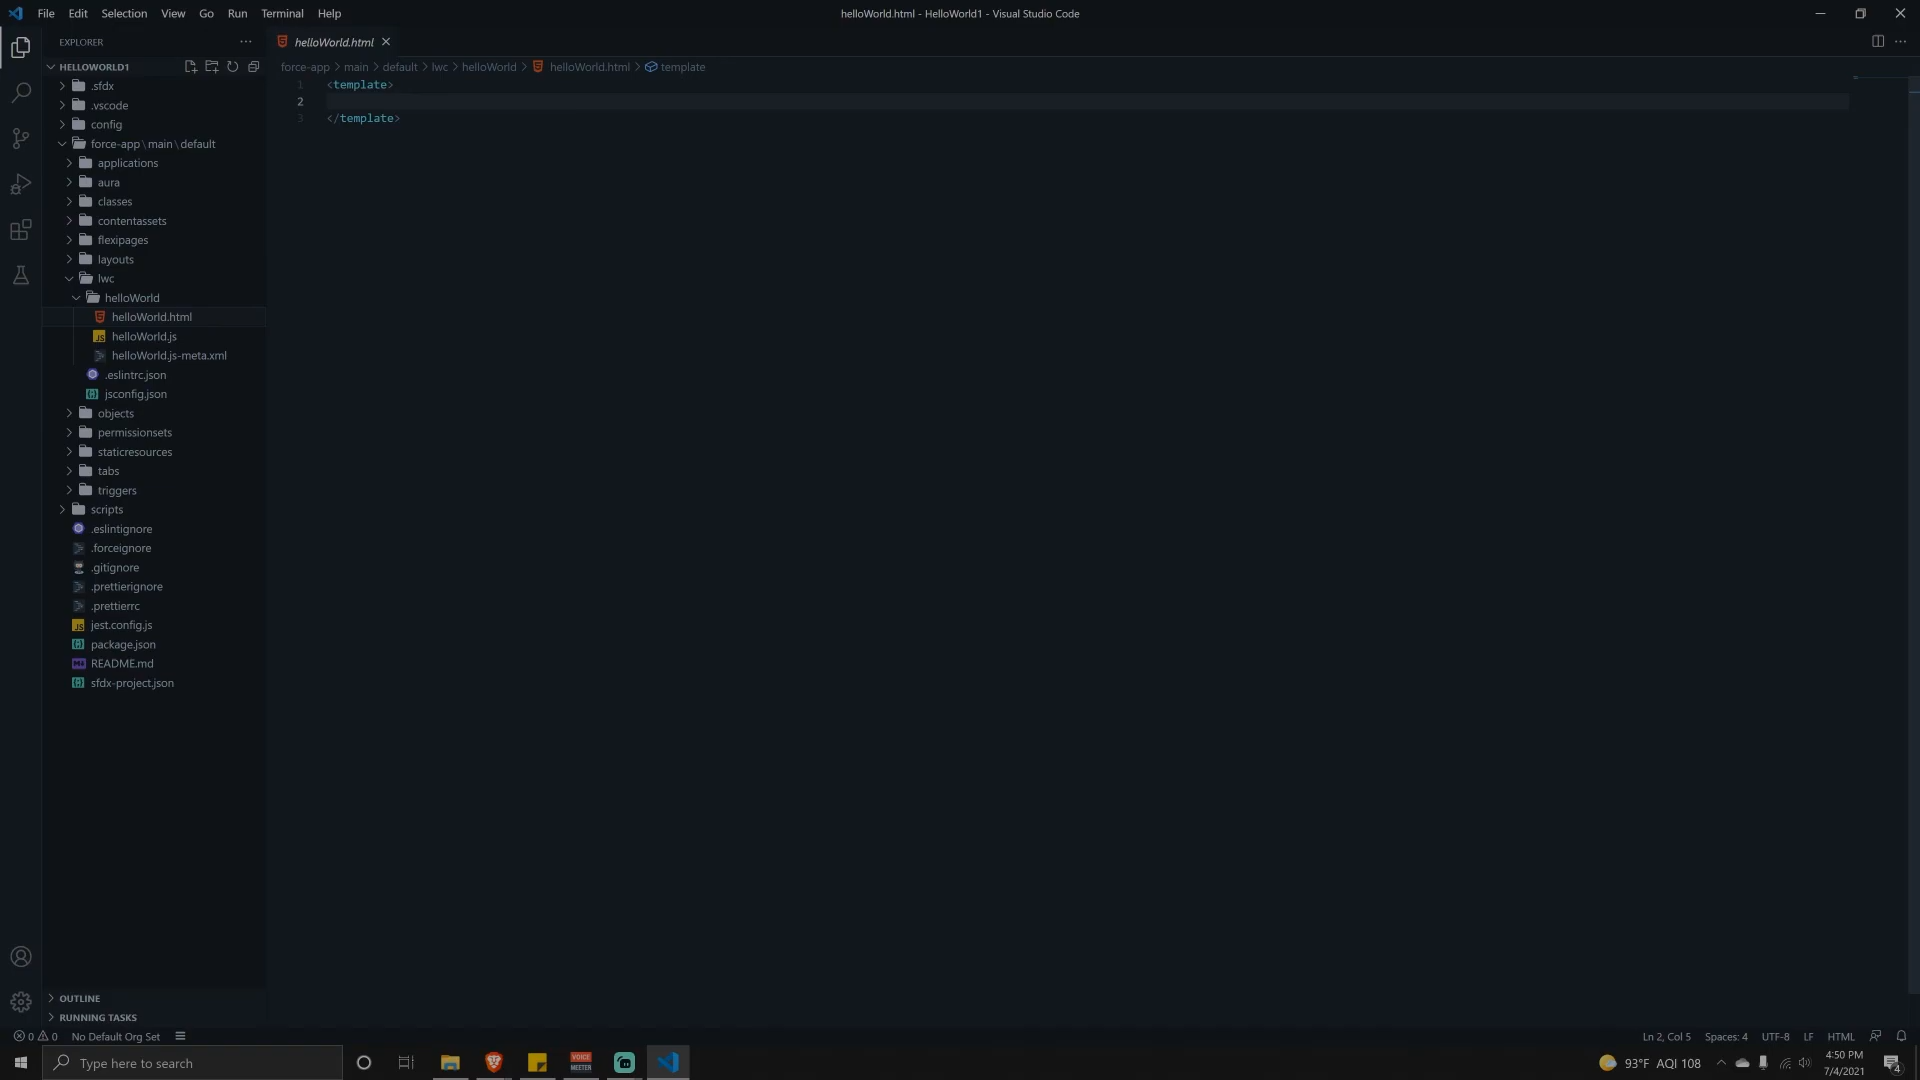 File Edit Selection View Go Run Terminal Help
helloWorld.html - HelloWorld1 - Visual Studio Code
EXPLORER
helloWorld.html
HELLOWORLD1
force-app > main > default > lwc > helloWorld > helloWorld.html > template
1 <template>
2
3 </template>
.sfdx
.vscode
config
force-app\main\default
applications
aura
classes
contentassets
flexipages
layouts
lwc
helloWorld
helloWorld.html
helloWorld.js
helloWorld.js-meta.xml
.eslintrc.json
jsconfig.json
objects
permissionsets
staticresources
tabs
triggers
scripts
.eslintignore
.forceignore
.gitignore
.prettierignore
.prettierrc
jest.config.js
package.json
README.md
sfdx-project.json
OUTLINE
RUNNING TASKS
0 0 No Default Org Set
Ln 2, Col 5 Spaces: 4 UTF-8 LF HTML
Type here to search
VOICE
MEETER
93°F AQI 108
4:50 PM
7/4/2021
4